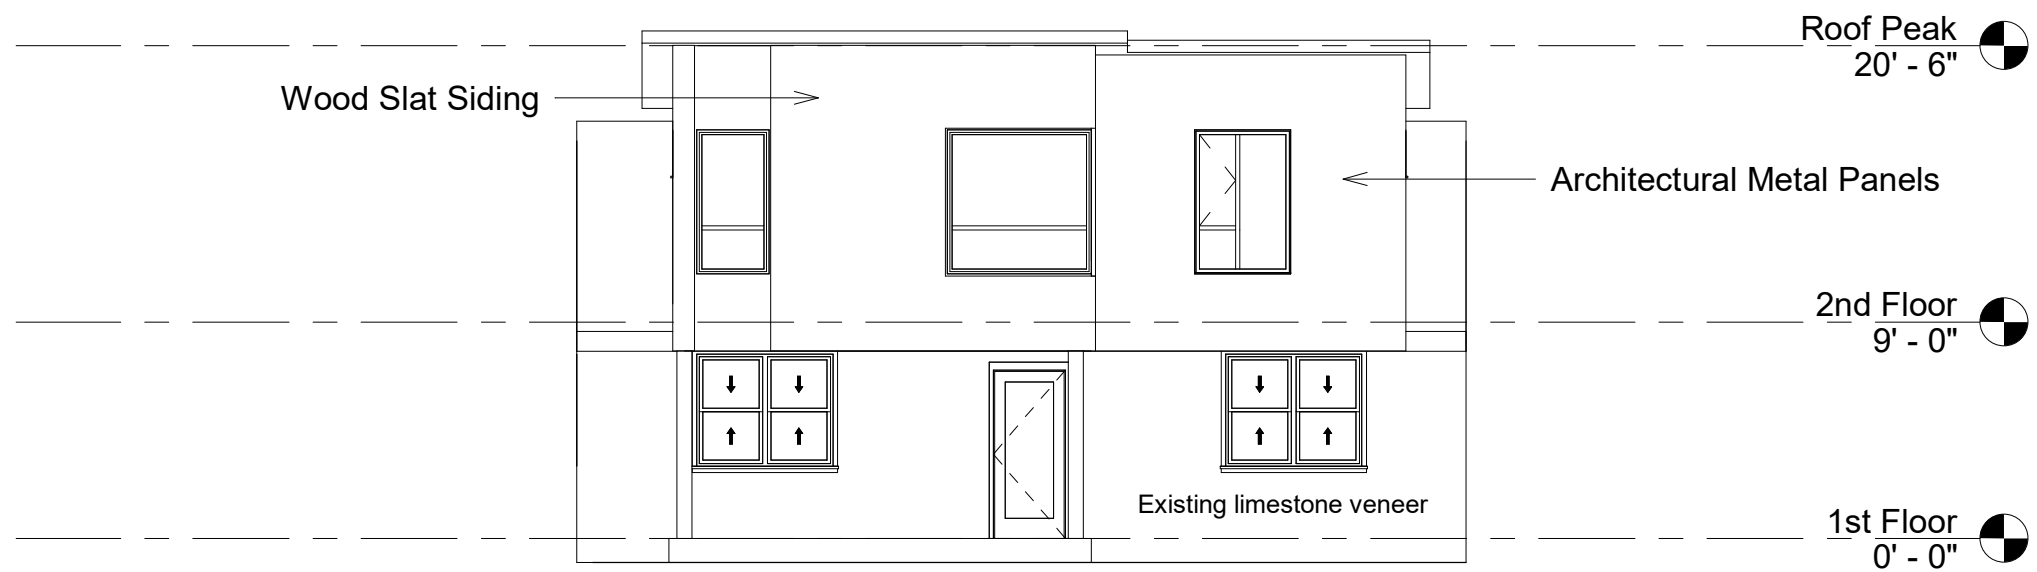 Roof Peak
20' - 6"
Wood Slat Siding
Architectural Metal Panels
2nd Floor
9' - 0"
Existing limestone veneer
1st Floor
0' - 0"